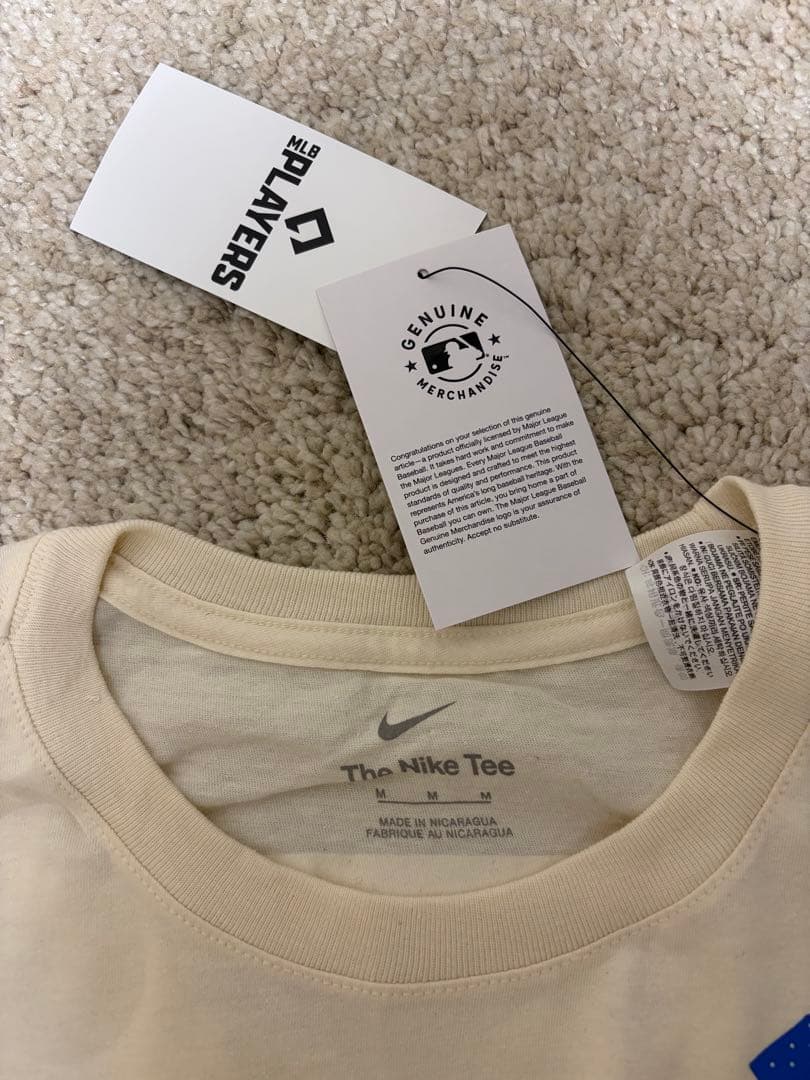 MLB
PLAYERS
GENUINE
MERCHANDISE™
Congratulations on your selection of this genuine
article—a product officially licensed by Major League
Baseball. It takes hard work and commitment to make
the Major Leagues. Every Major League Baseball
product is designed and crafted to meet the highest
standards of quality and performance. This product
represents America's long baseball heritage. With the
purchase of this article, you bring home a part of
Baseball you can own. The Major League Baseball
Genuine Merchandise logo is your assurance of
authenticity. Accept no substitute.
The Nike Tee
M M M
MADE IN NICARAGUA
FABRIQUE AU NICARAGUA